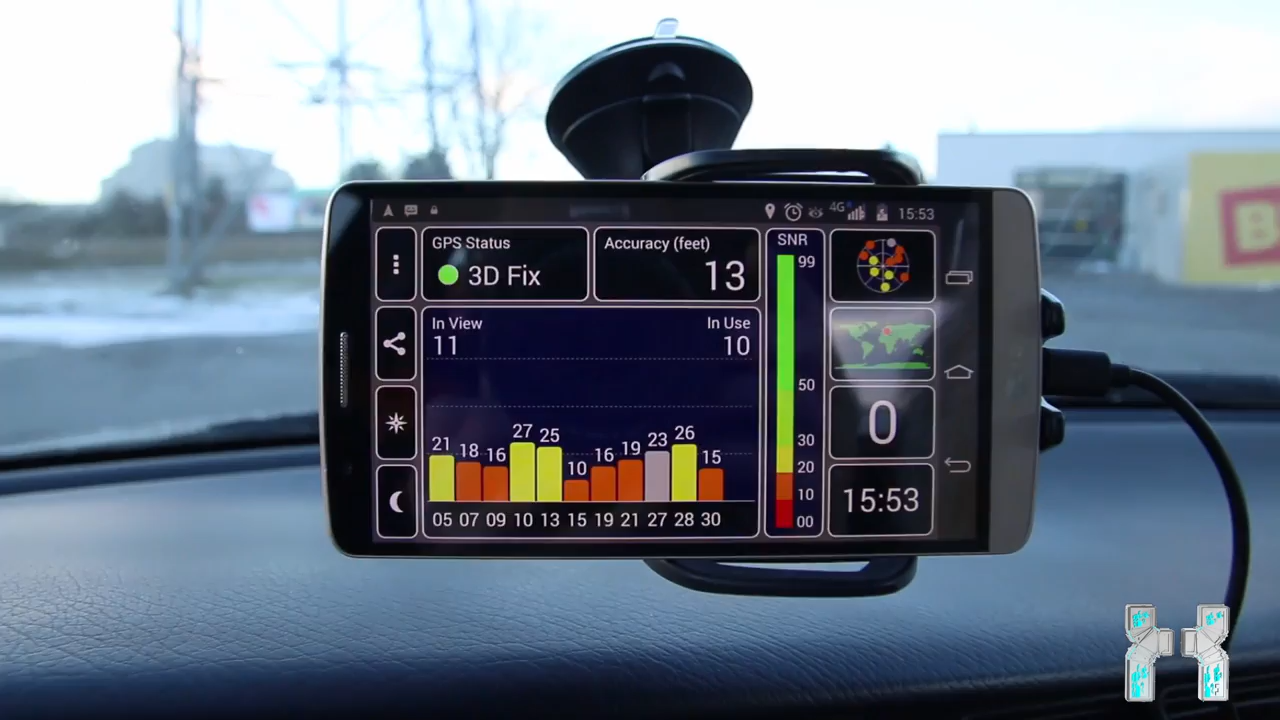 4G 15:53
GPS Status
3D Fix
Accuracy (feet)
13
SNR
99
50
30
20
10
00
In View
11
In Use
10
21 18 16 27 25 10 16 19 23 26 15
05 07 09 10 13 15 19 21 27 28 30
0
15:53
B